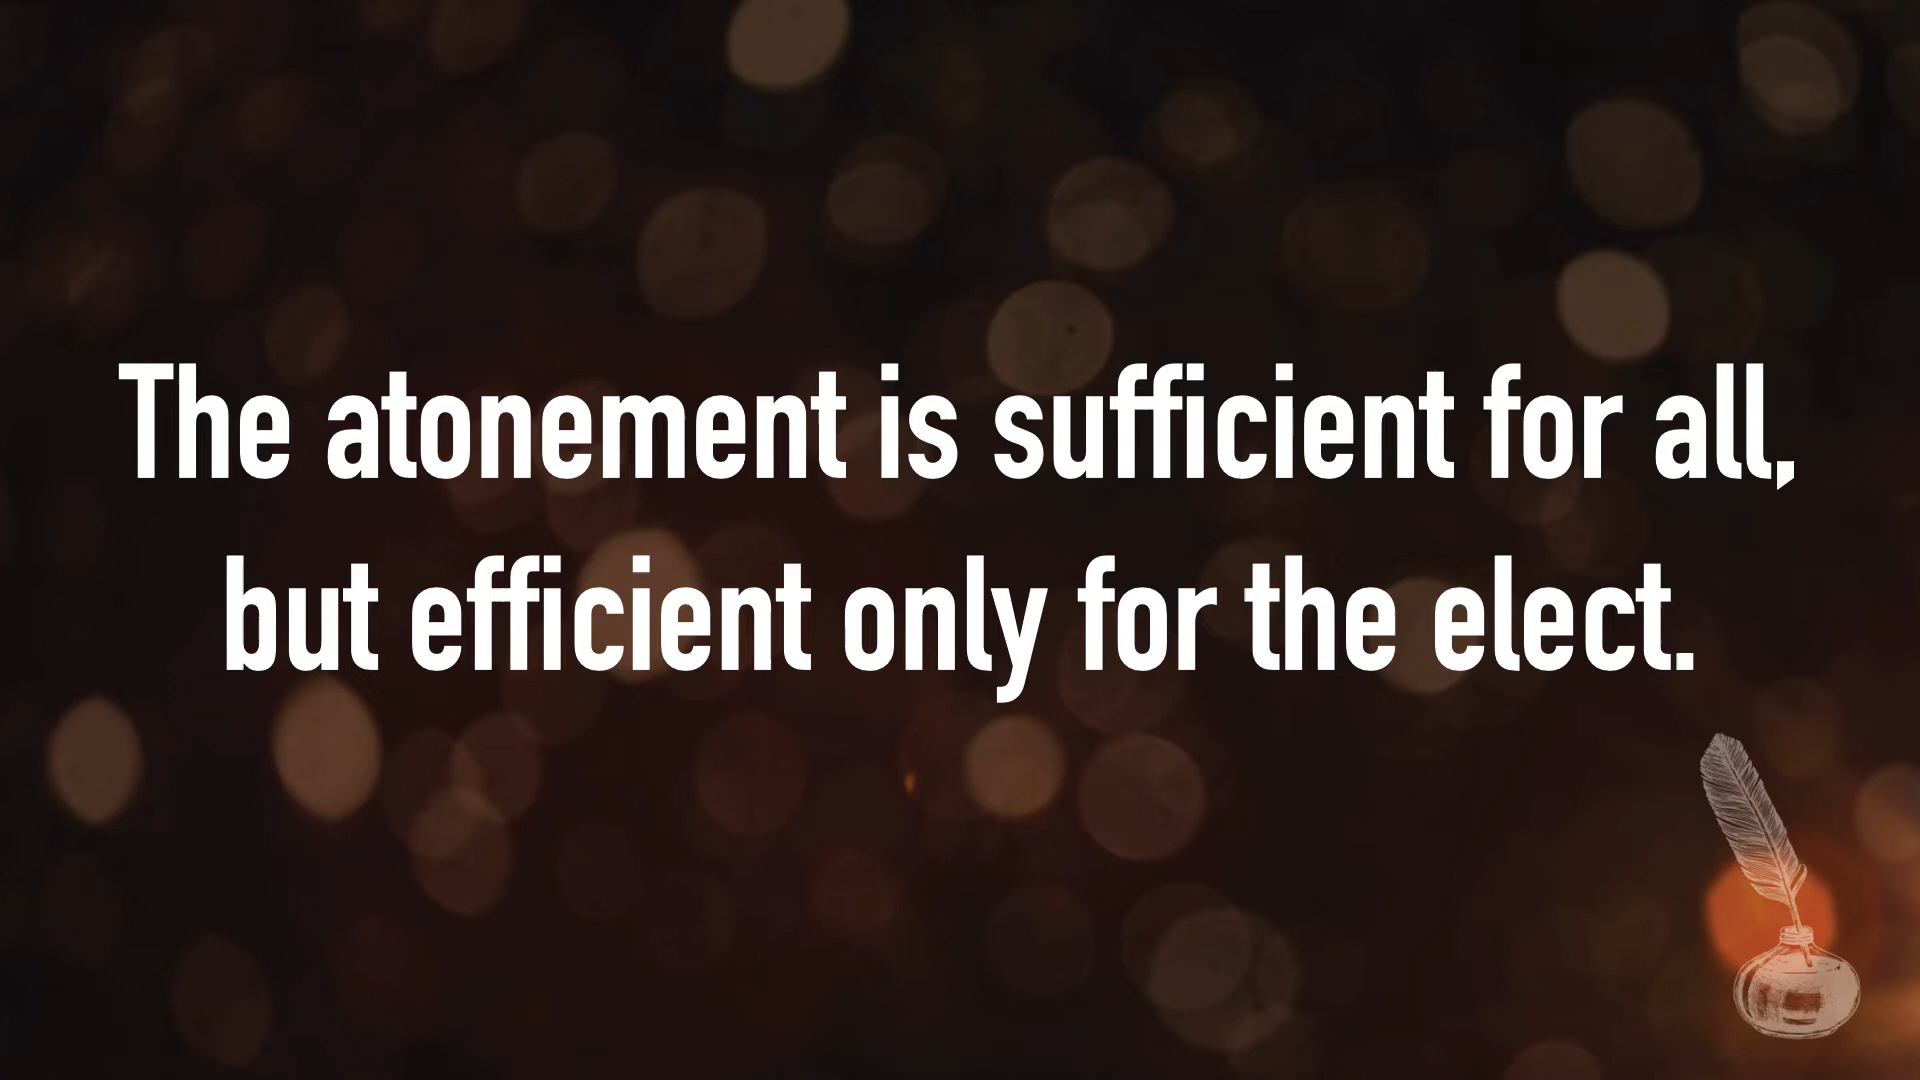 The atonement is sufficient for all,
but efficient only for the elect.